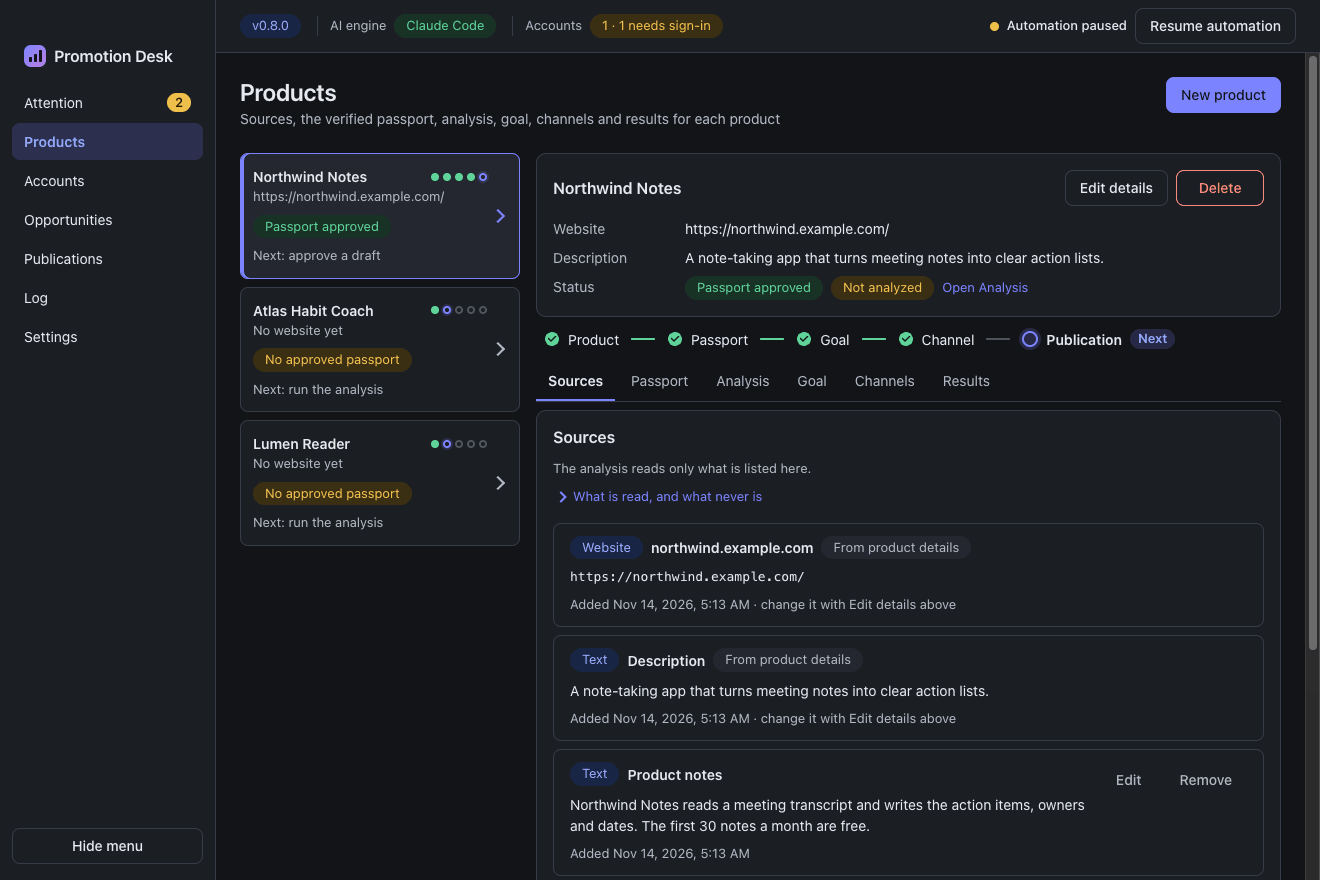 Promotion Desk
Attention 2
Products
Accounts
Opportunities
Publications
Log
Settings
Hide menu
v0.8.0 AI engine Claude Code Accounts 1 · 1 needs sign-in Automation paused Resume automation
Products
Sources, the verified passport, analysis, goal, channels and results for each product
New product
Northwind Notes
https://northwind.example.com/
Passport approved
Next: approve a draft
Atlas Habit Coach
No website yet
No approved passport
Next: run the analysis
Lumen Reader
No website yet
No approved passport
Next: run the analysis
Northwind Notes Edit details Delete
Website https://northwind.example.com/
Description A note-taking app that turns meeting notes into clear action lists.
Status Passport approved Not analyzed Open Analysis
Product Passport Goal Channel Publication Next
Sources Passport Analysis Goal Channels Results
Sources
The analysis reads only what is listed here.
What is read, and what never is
Website northwind.example.com From product details
https://northwind.example.com/
Added Nov 14, 2026, 5:13 AM · change it with Edit details above
Text Description From product details
A note-taking app that turns meeting notes into clear action lists.
Added Nov 14, 2026, 5:13 AM · change it with Edit details above
Text Product notes Edit Remove
Northwind Notes reads a meeting transcript and writes the action items, owners
and dates. The first 30 notes a month are free.
Added Nov 14, 2026, 5:13 AM